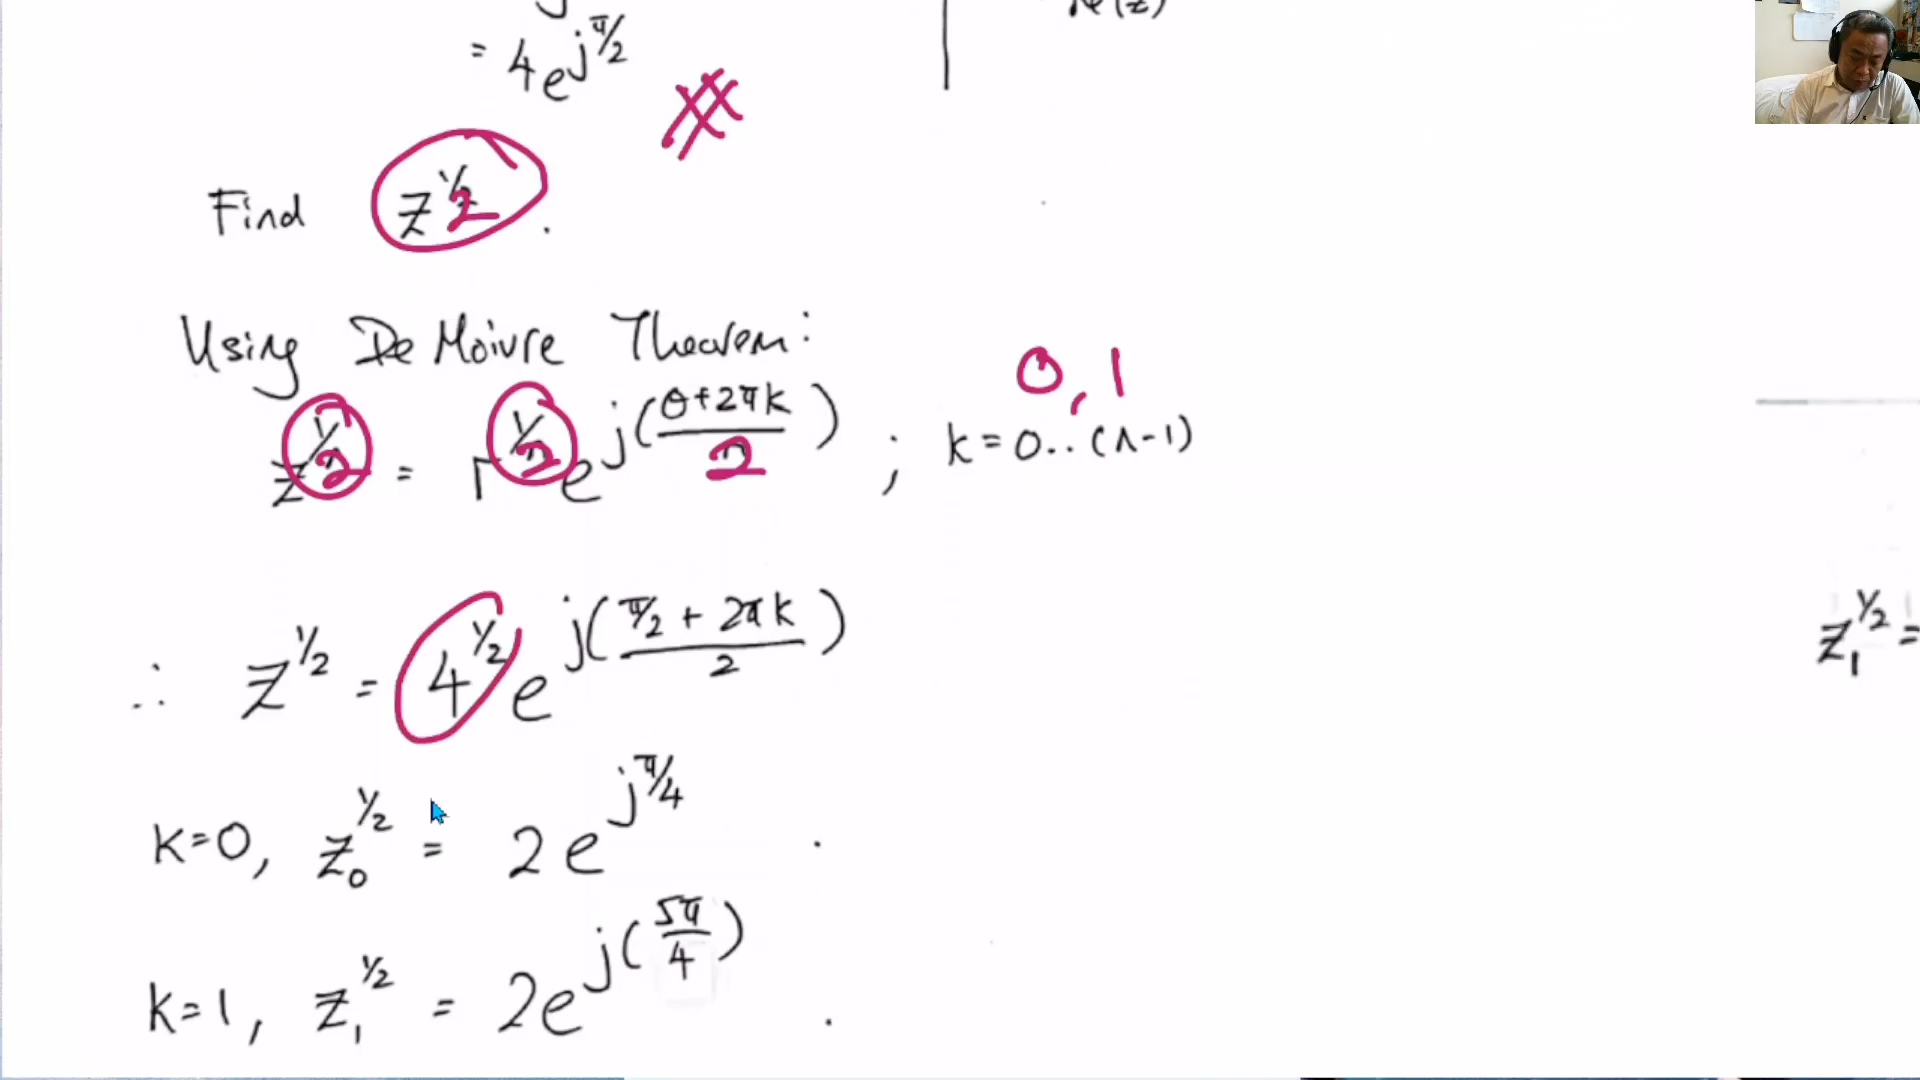 = 4e^{jπ/2}
Re(z)
#
Find z^{1/2} .
Using De Moivre Theorem:
0, 1
z^{1/n} = r^{1/n} e^{j(θ+2πk / n)} ; k=0..(n-1)
2 2 2
∴ z^{1/2} = 4^{1/2} e^{j(π/2 + 2πk / 2)}
z_1^{1/2} =
k=0, z_0^{1/2} = 2e^{jπ/4} .
k=1, z_1^{1/2} = 2e^{j(5π/4)} .